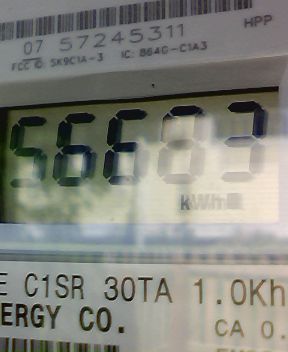 HPP
07 57245311
FCC ID: SK9C1A-3 IC: 864G-C1A3
56683
kWh
E C1SR 30TA 1.0Kh
ERGY CO.
CA 0.